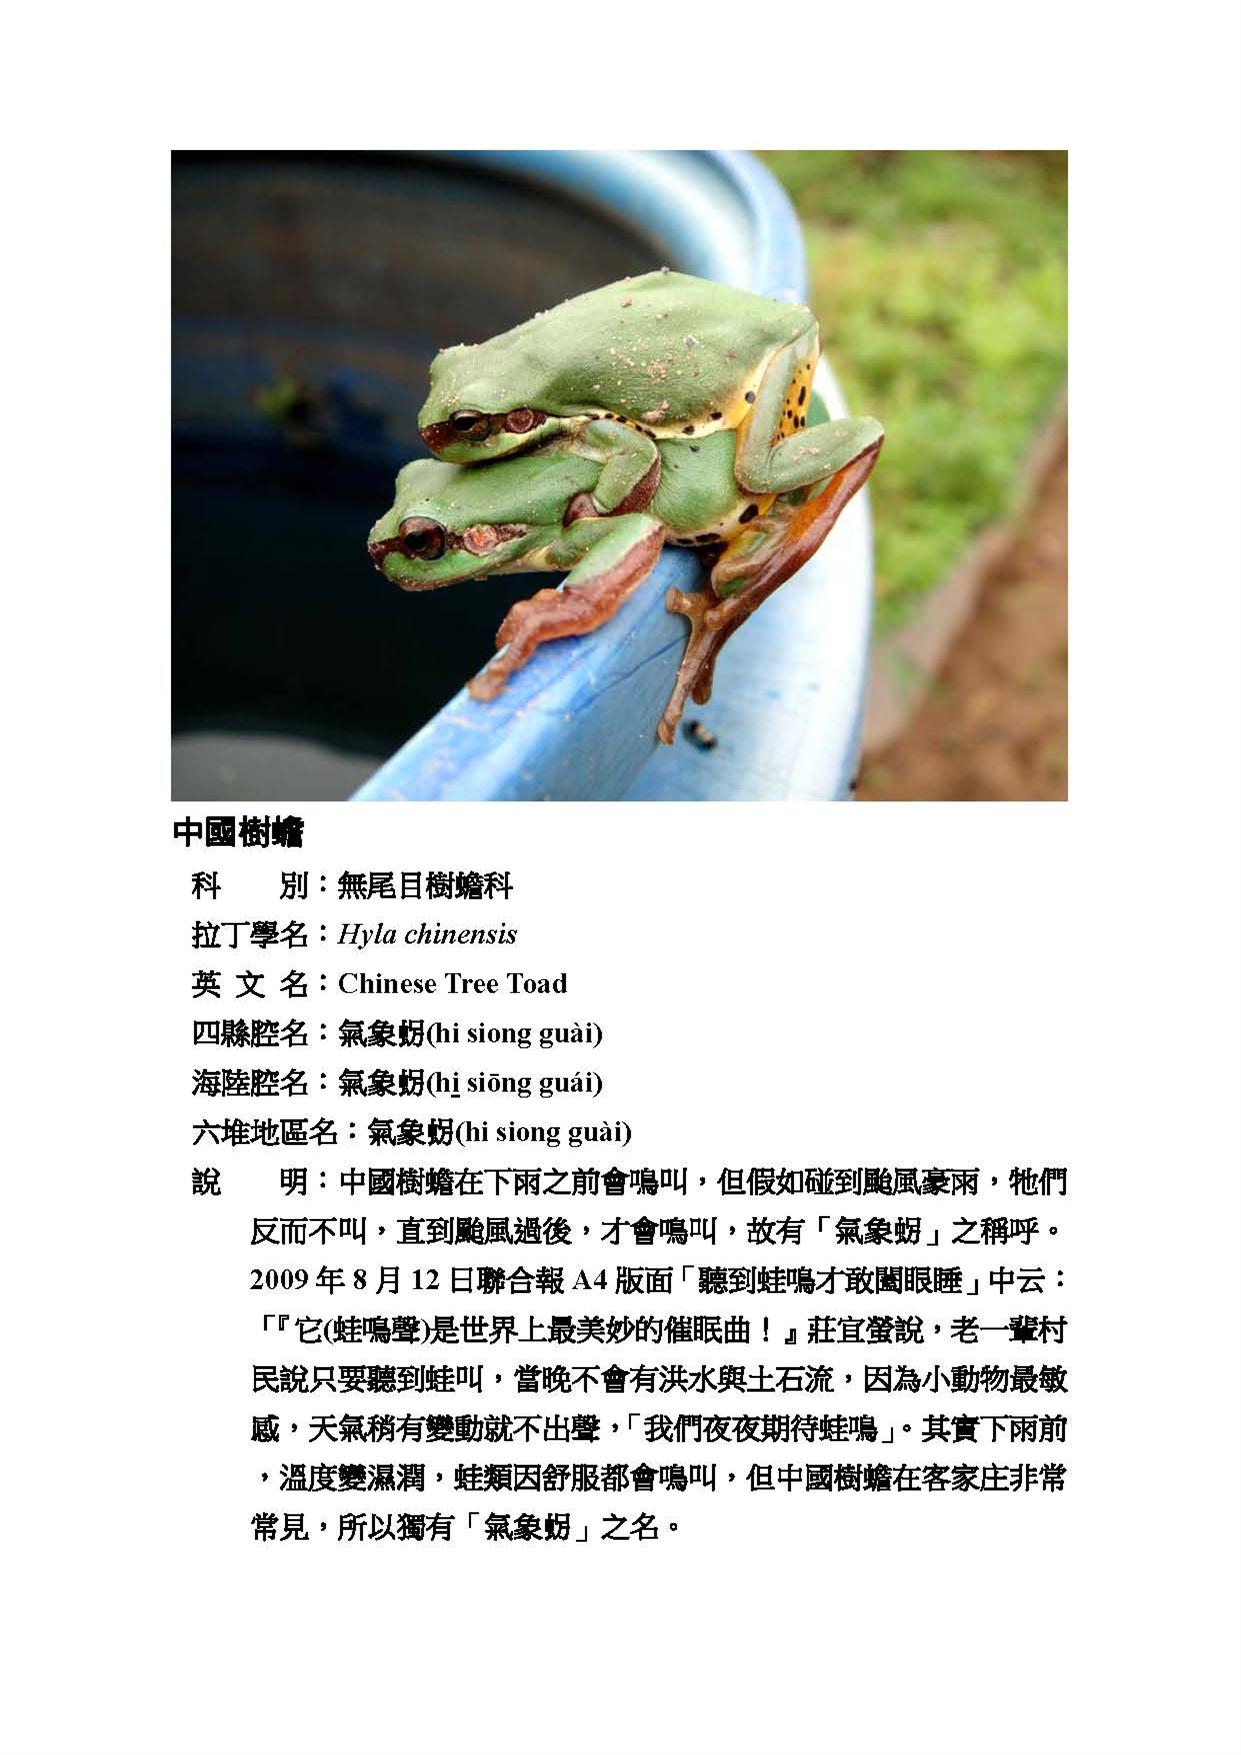 中國樹蟾
科　　別：無尾目樹蟾科
拉丁學名：Hyla chinensis
英 文 名：Chinese Tree Toad
四縣腔名：氣象蛶(hi siong guài)
海陸腔名：氣象蛶(hi̲ siōng guái)
六堆地區名：氣象蛶(hi siong guài)
說　　明：中國樹蟾在下雨之前會鳴叫，但假如碰到颱風豪雨，牠們
反而不叫，直到颱風過後，才會鳴叫，故有「氣象蛶」之稱呼。
2009 年 8 月 12 日聯合報 A4 版面「聽到蛙鳴才敢闔眼睡」中云：
「『它(蛙鳴聲)是世界上最美妙的催眠曲！』莊宜螢說，老一輩村
民說只要聽到蛙叫，當晚不會有洪水與土石流，因為小動物最敏
感，天氣稍有變動就不出聲，「我們夜夜期待蛙鳴」。其實下雨前
，溫度變濕潤，蛙類因舒服都會鳴叫，但中國樹蟾在客家庄非常
常見，所以獨有「氣象蛶」之名。